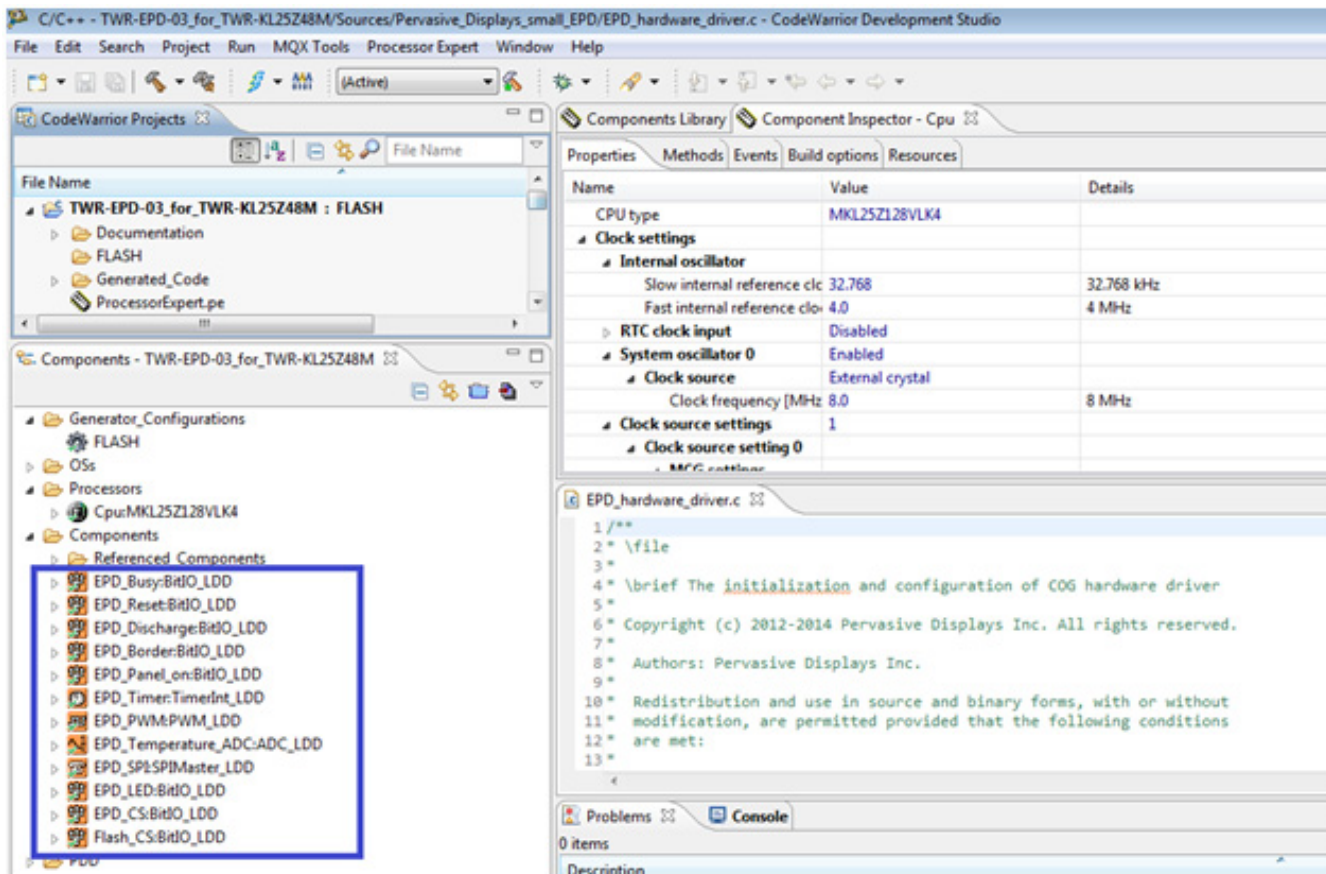 C/C++ - TWR-EPD-03_for_TWR-KL25Z48M/Sources/Pervasive_Displays_small_EPD/EPD_hardware_driver.c - CodeWarrior Development Studio
File Edit Search Project Run MQX Tools Processor Expert Window Help
(Active)
CodeWarrior Projects
File Name
File Name
TWR-EPD-03_for_TWR-KL25Z48M : FLASH
Documentation
FLASH
Generated_Code
ProcessorExpert.pe
Components - TWR-EPD-03_for_TWR-KL25Z48M
Generator_Configurations
FLASH
OSs
Processors
Cpu:MKL25Z128VLK4
Components
Referenced_Components
EPD_Busy:BitIO_LDD
EPD_Reset:BitIO_LDD
EPD_Discharge:BitIO_LDD
EPD_Border:BitIO_LDD
EPD_Panel_on:BitIO_LDD
EPD_Timer:TimerInt_LDD
EPD_PWM:PWM_LDD
EPD_Temperature_ADC:ADC_LDD
EPD_SPI:SPIMaster_LDD
EPD_LED:BitIO_LDD
EPD_CS:BitIO_LDD
Flash_CS:BitIO_LDD
PDD
Components Library Component Inspector - Cpu
Properties Methods Events Build options Resources
Name Value Details
CPU type MKL25Z128VLK4
Clock settings
Internal oscillator
Slow internal reference clc 32.768 32.768 kHz
Fast internal reference clo 4.0 4 MHz
RTC clock input Disabled
System oscillator 0 Enabled
Clock source External crystal
Clock frequency [MHz 8.0 8 MHz
Clock source settings 1
Clock source setting 0
MCG settings
EPD_hardware_driver.c
1 /**
2 * \file
3 *
4 * \brief The initialization and configuration of COG hardware driver
5 *
6 * Copyright (c) 2012-2014 Pervasive Displays Inc. All rights reserved.
7 *
8 * Authors: Pervasive Displays Inc.
9 *
10 * Redistribution and use in source and binary forms, with or without
11 * modification, are permitted provided that the following conditions
12 * are met:
13 *
Problems Console
0 items
Description